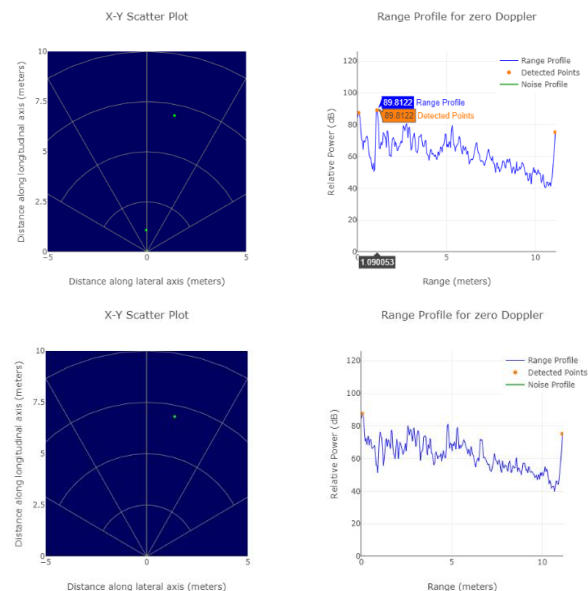 X-Y Scatter Plot
Distance along longitudinal axis (meters)
10
7.5
5
2.5
0
−5
0
5
Distance along lateral axis (meters)
Range Profile for zero Doppler
Relative Power (dB)
120
100
80
60
40
20
0
89.8122 Range Profile
89.8122 Detected Points
Range Profile
Detected Points
Noise Profile
0
1.090053
5
10
Range (meters)
X-Y Scatter Plot
Distance along longitudinal axis (meters)
10
7.5
5
2.5
0
−5
0
5
Distance along lateral axis (meters)
Range Profile for zero Doppler
Relative Power (dB)
120
100
80
60
40
20
0
Range Profile
Detected Points
Noise Profile
0
5
10
Range (meters)